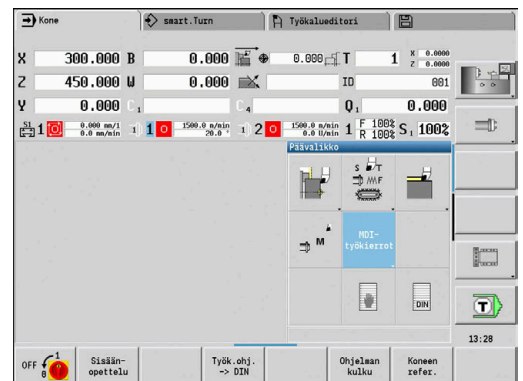 Kone smart.Turn Työkalueditori
X 300.000 B 0.000 0.000 T 1 X 0.0000 Z 0.0000
Z 450.000 W 0.000 ID 001
Y 0.000 C1 C4 Q1 0.000
S1 1 0.000 mm/1 0.0 mm/min 1) 1 1500.0 m/min 20.0 ° 1) 2 1500.0 m/min 0.0 U/min 1 F 100% R 100% S1 100%
Päävalikko
S T
M/F
M
MDI-
työkierrot
DIN
T
13:28
OFF 0 1
Sisään-
opettelu
Työk.ohj.
-> DIN
Ohjelman
kulku
Koneen
refer.